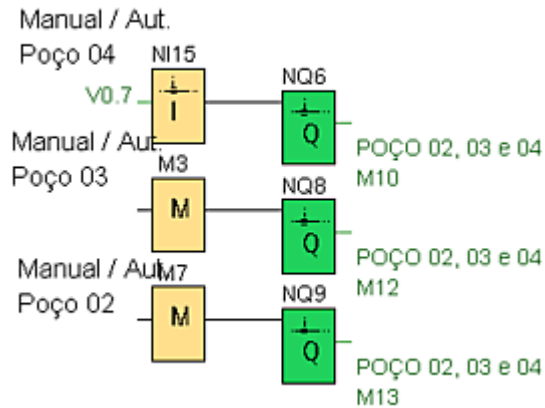 Manual / Aut.
Poço 04
NI15
V0.7
I
NQ6
Q
POÇO 02, 03 e 04
M10
Manual / Aut.
Poço 03
M3
M
NQ8
Q
POÇO 02, 03 e 04
M12
Manual / Aut.
Poço 02
M7
M
NQ9
Q
POÇO 02, 03 e 04
M13